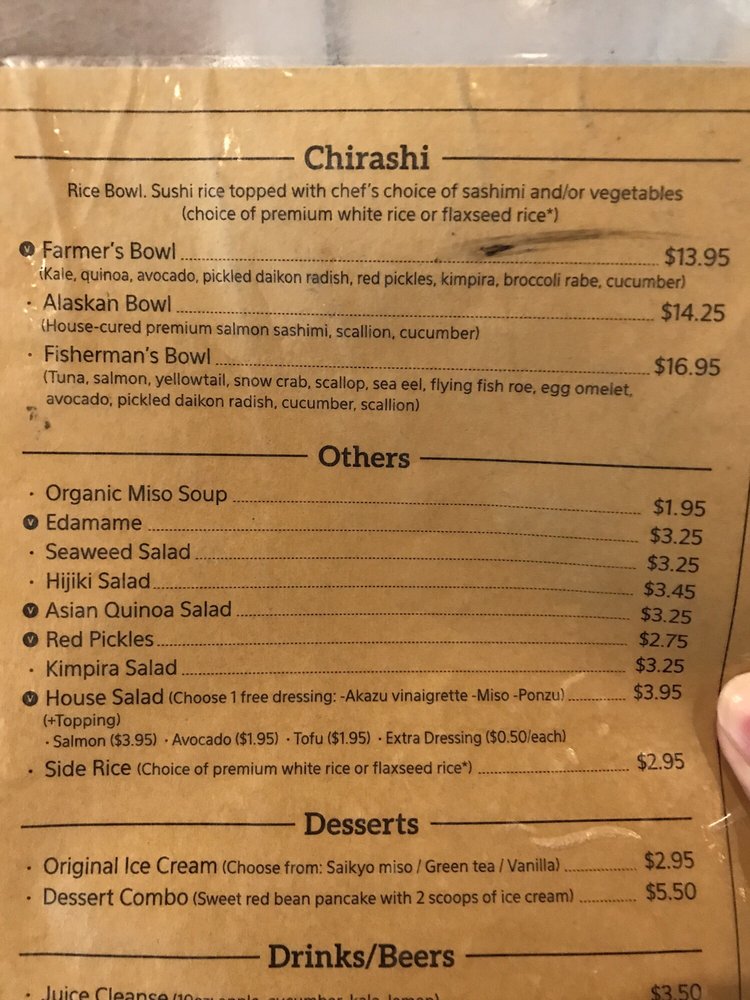 Chirashi
Rice Bowl. Sushi rice topped with chef's choice of sashimi and/or vegetables
(choice of premium white rice or flaxseed rice*)
V Farmer's Bowl $13.95
(Kale, quinoa, avocado, pickled daikon radish, red pickles, kimpira, broccoli rabe, cucumber)
· Alaskan Bowl $14.25
(House-cured premium salmon sashimi, scallion, cucumber)
· Fisherman's Bowl $16.95
(Tuna, salmon, yellowtail, snow crab, scallop, sea eel, flying fish roe, egg omelet,
avocado, pickled daikon radish, cucumber, scallion)
Others
· Organic Miso Soup $1.95
V Edamame $3.25
· Seaweed Salad $3.25
· Hijiki Salad $3.45
V Asian Quinoa Salad $3.25
V Red Pickles $2.75
· Kimpira Salad $3.25
V House Salad (Choose 1 free dressing: -Akazu vinaigrette -Miso -Ponzu) $3.95
(+Topping)
· Salmon ($3.95) · Avocado ($1.95) · Tofu ($1.95) · Extra Dressing ($0.50/each)
· Side Rice (Choice of premium white rice or flaxseed rice*) $2.95
Desserts
· Original Ice Cream (Choose from: Saikyo miso / Green tea / Vanilla) $2.95
· Dessert Combo (Sweet red bean pancake with 2 scoops of ice cream) $5.50
Drinks/Beers
· Juice Cleanse (10oz: apple, cucumber, kale, lemon) $3.50